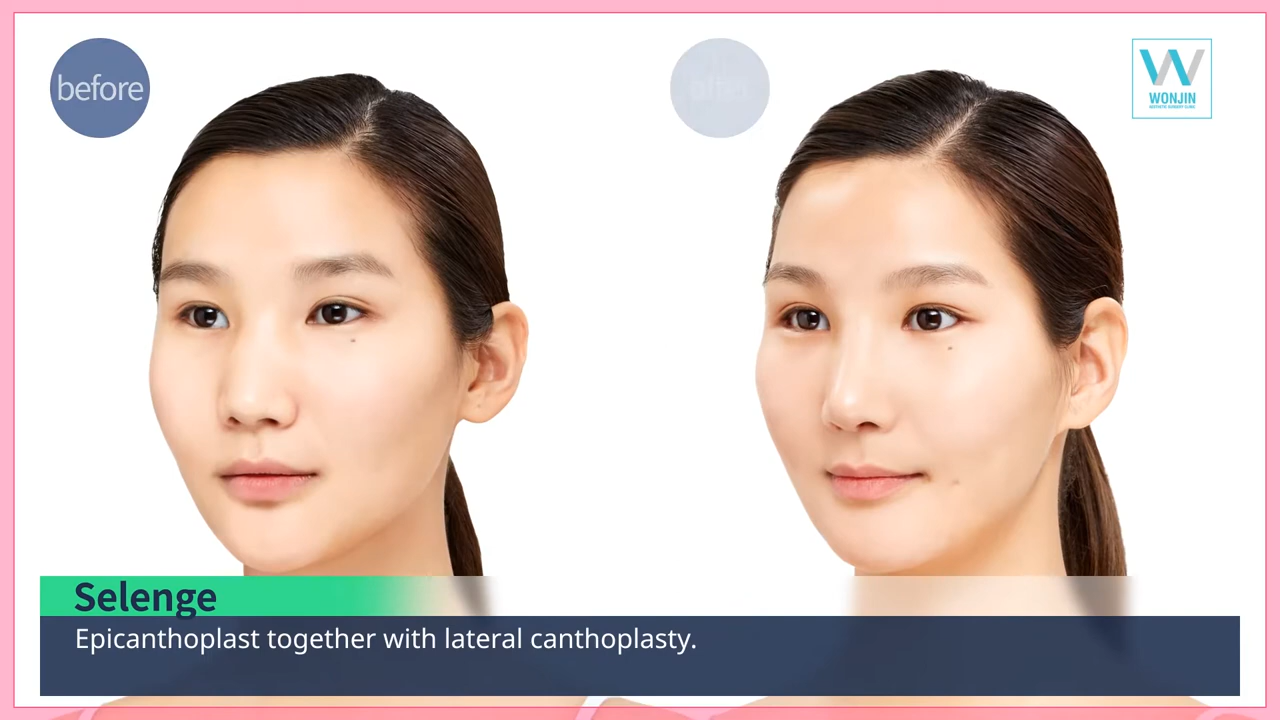 before
WONJIN
Selenge
Epicanthoplast together with lateral canthoplasty.